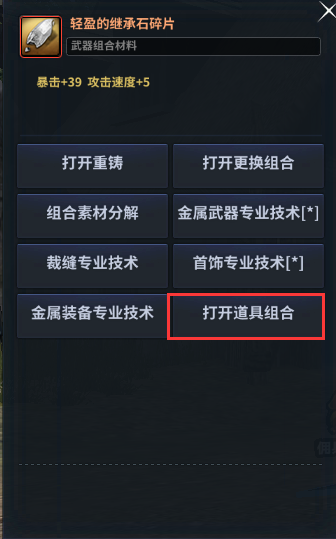 轻盈的继承石碎片
武器组合材料
暴击+39 攻击速度+5
打开重铸 打开更换组合
组合素材分解 金属武器专业技术[*]
裁缝专业技术 首饰专业技术[*]
金属装备专业技术 打开道具组合